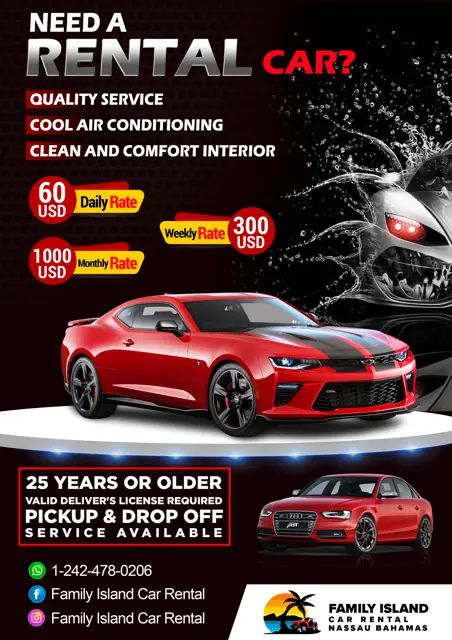 NEED A
RENTAL CAR?
QUALITY SERVICE
COOL AIR CONDITIONING
CLEAN AND COMFORT INTERIOR
60
USD
Daily Rate
Weekly Rate
300
USD
1000
USD
Monthly Rate
25 YEARS OR OLDER
VALID DELIVER'S LICENSE REQUIRED
PICKUP & DROP OFF
SERVICE AVAILABLE
ABT
1-242-478-0206
Family Island Car Rental
Family Island Car Rental
FAMILY ISLAND
CAR RENTAL
NASSAU BAHAMAS